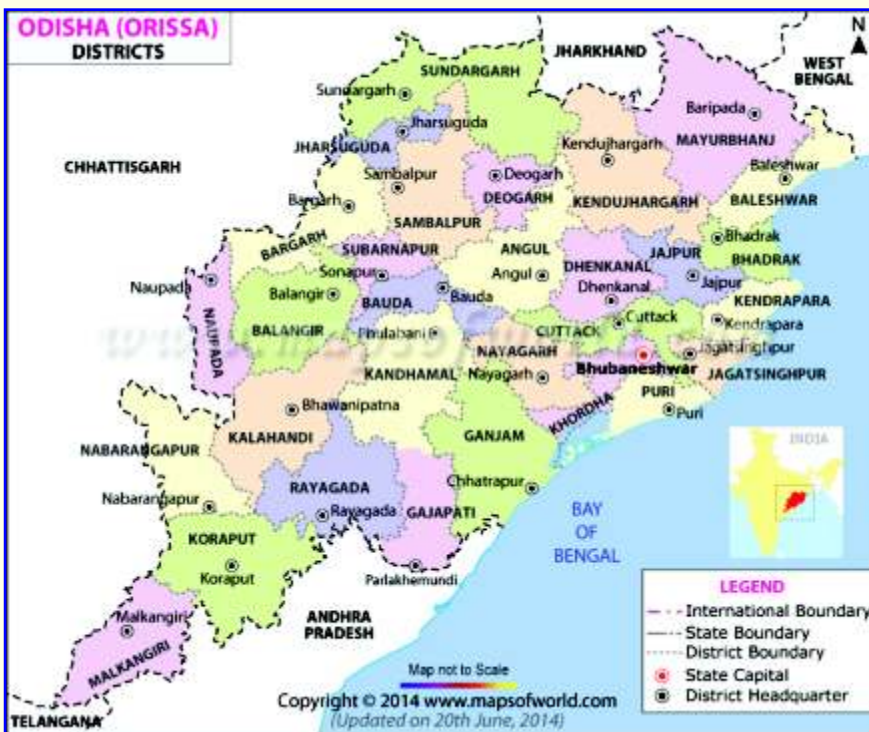 ODISHA (ORISSA)
DISTRICTS
JHARKHAND
N
WEST
BENGAL
SUNDARGARH
Sundargarh
Baripada
MAYURBHANJ
Jharsuguda
JHARSUGUDA
Kendujhargarh
CHHATTISGARH
Sambalpur
Deogarh
DEOGARH
Baleshwar
Bargarh
KENDUJHARGARH
BALESHWAR
SAMBALPUR
BARGARH
SUBARNAPUR
ANGUL
JAJPUR
Bhadrak
BHADRAK
DHENKANAL
Naupada
Sonapur
Angul
Jajpur
Balangir
BAUDA
Bauda
Dhenkanal
KENDRAPARA
NAUPADA
BALANGIR
Phulabani
CUTTACK
Cuttack
Kendrapara
www.mapsofworld.com
NAYAGARH
Jagatsinghpur
KANDHAMAL
Nayagarh
Bhubaneshwar
JAGATSINGHPUR
PURI
Bhawanipatna
KHORDHA
Puri
KALAHANDI
GANJAM
NABARANGAPUR
INDIA
RAYAGADA
Chhatrapur
Nabarangapur
Rayagada
GAJAPATI
BAY
OF
BENGAL
KORAPUT
Koraput
Parlakhemundi
LEGEND
International Boundary
State Boundary
District Boundary
State Capital
District Headquarter
Malkangiri
MALKANGIRI
ANDHRA
PRADESH
Map not to Scale
Copyright © 2014 www.mapsofworld.com
(Updated on 20th June, 2014)
TELANGANA